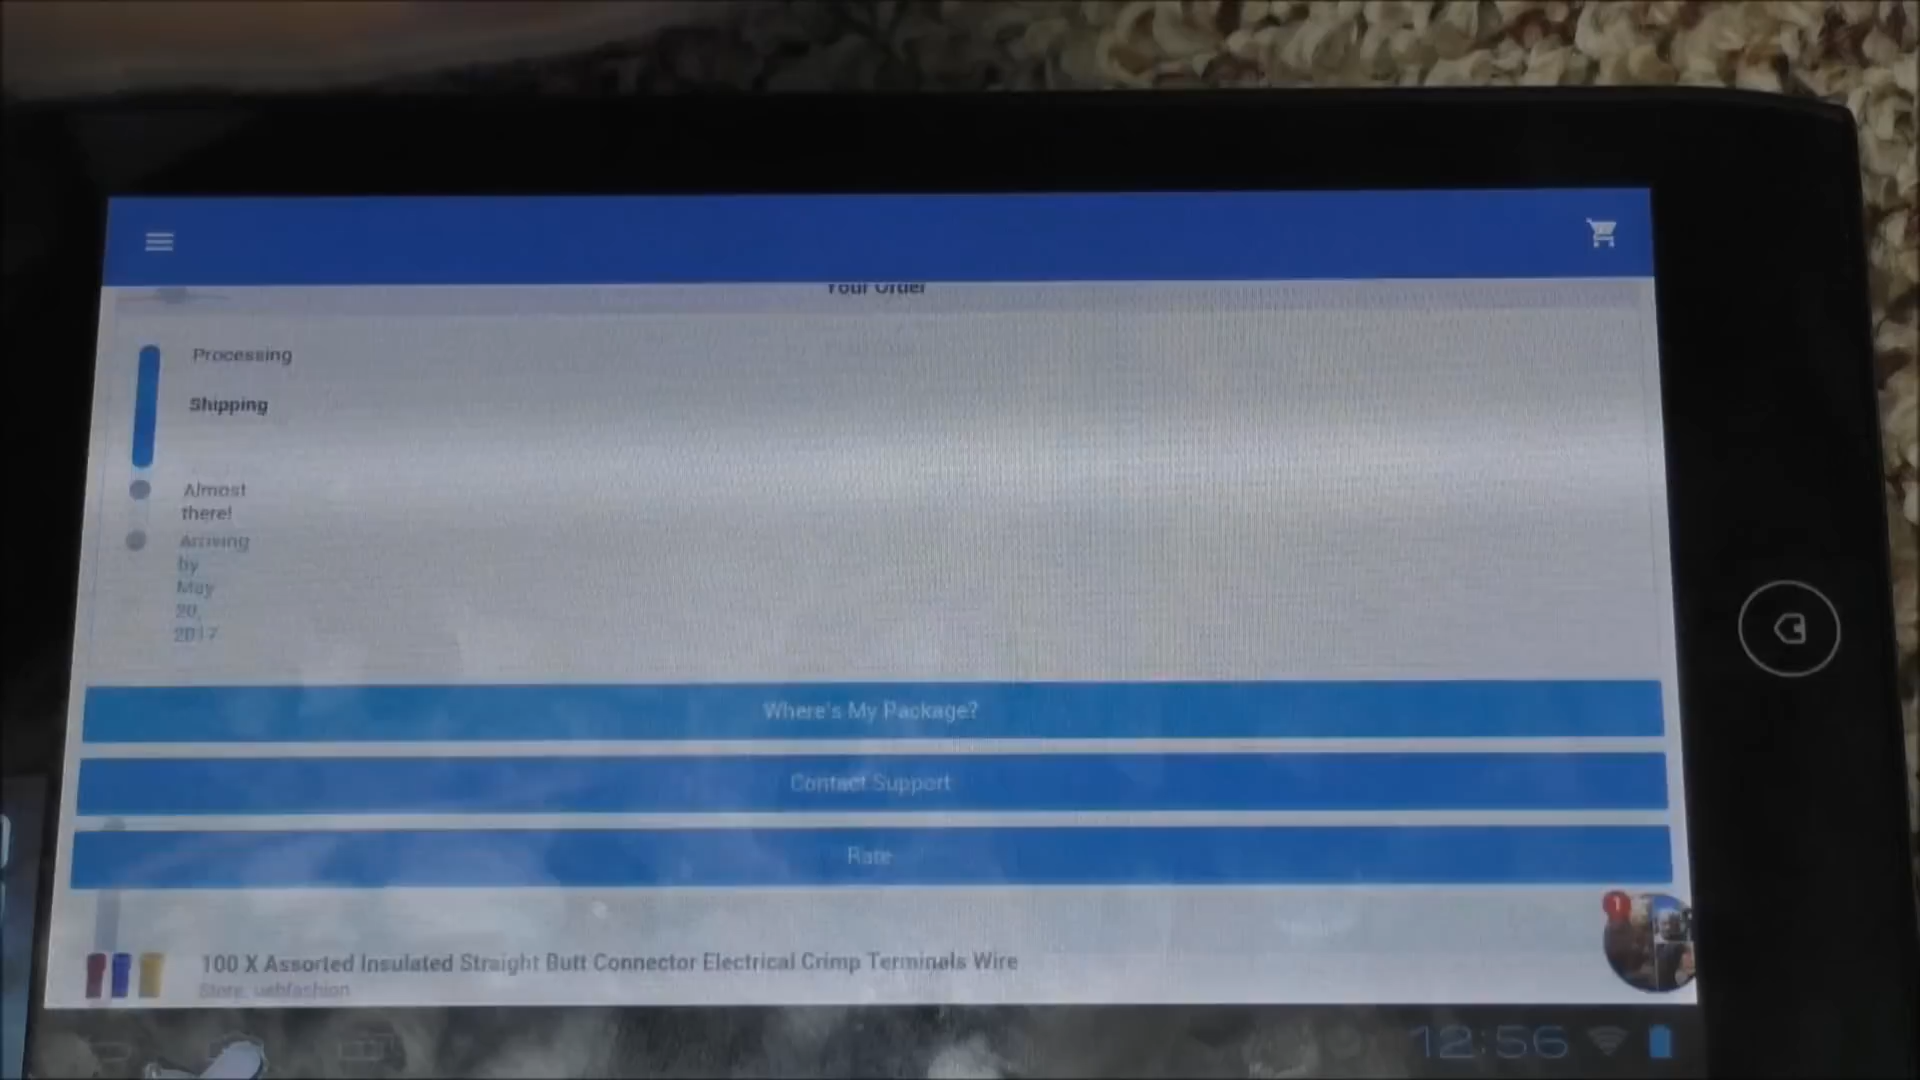 Your Order
Processing
Shipping
Almost
there!
Arriving
by
May
20,
2017
Where's My Package?
Contact Support
Rate
1
100 X Assorted Insulated Straight Butt Connector Electrical Crimp Terminals Wire
Store:
12:56